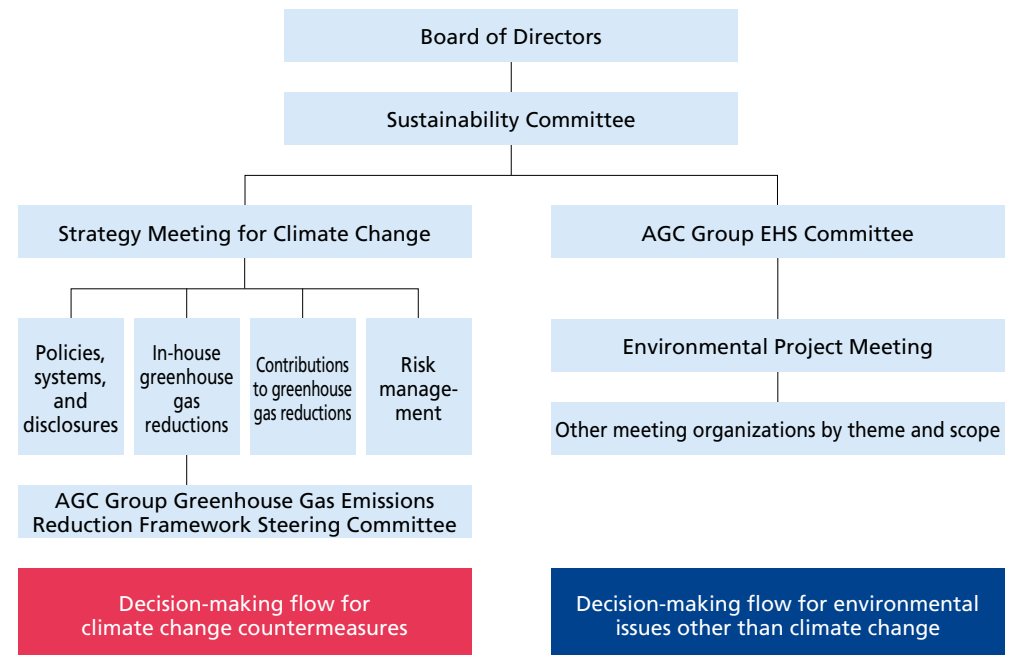 Board of Directors
Sustainability Committee
Strategy Meeting for Climate Change
AGC Group EHS Committee
Policies,
systems,
and
disclosures
In-house
greenhouse
gas
reductions
Contributions
to greenhouse
gas reductions
Risk
manage-
ment
Environmental Project Meeting
Other meeting organizations by theme and scope
AGC Group Greenhouse Gas Emissions
Reduction Framework Steering Committee
Decision-making flow for
climate change countermeasures
Decision-making flow for environmental
issues other than climate change